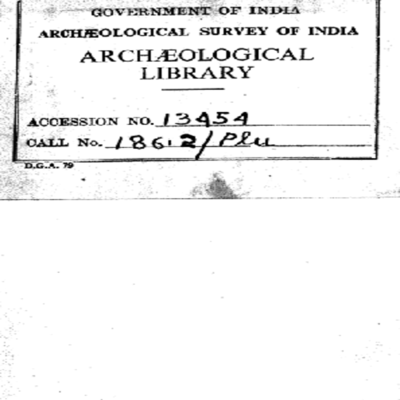 GOVERNMENT OF INDIA
ARCHÆOLOGICAL SURVEY OF INDIA
ARCHÆOLOGICAL
LIBRARY
ACCESSION NO. 13454
CALL No. 186.2/Plu
D.G.A. 79